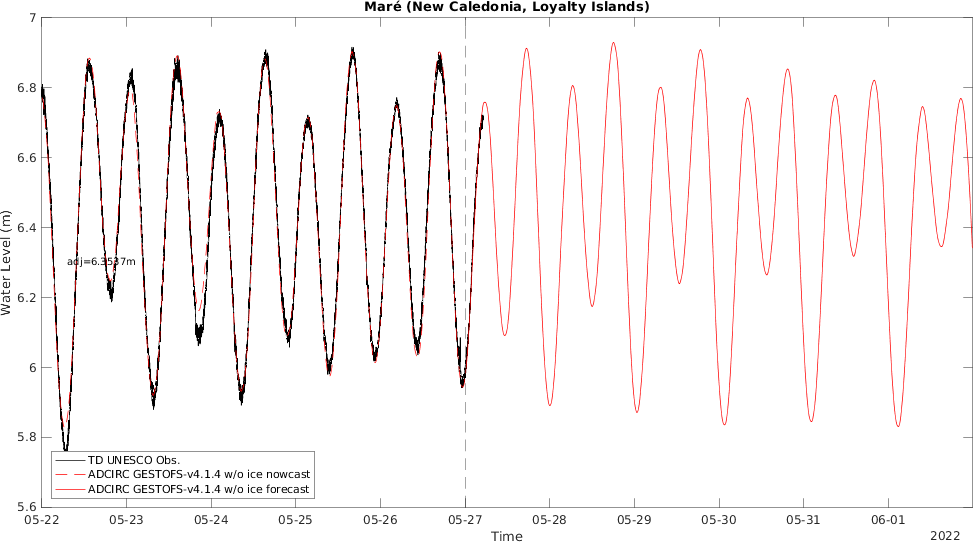 Maré (New Caledonia, Loyalty Islands)
7
6.8
6.6
6.4
6.2
6
5.8
5.6
Water Level (m)
adj=6.3537m
TD UNESCO Obs.
ADCIRC GESTOFS-v4.1.4 w/o ice nowcast
ADCIRC GESTOFS-v4.1.4 w/o ice forecast
05-22 05-23 05-24 05-25 05-26 05-27 05-28 05-29 05-30 05-31 06-01
Time
2022